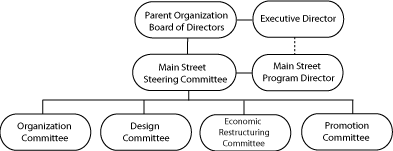 Parent Organization
Board of Directors
Executive Director
Main Street
Steering Committee
Main Street
Program Director
Organization
Committee
Design
Committee
Economic
Restructuring
Committee
Promotion
Committee